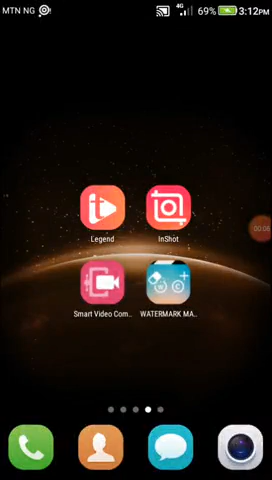 MTN NG 4G 69% 3:12PM
00:06
Legend InShot
Smart Video Com.. WATERMARK MA..